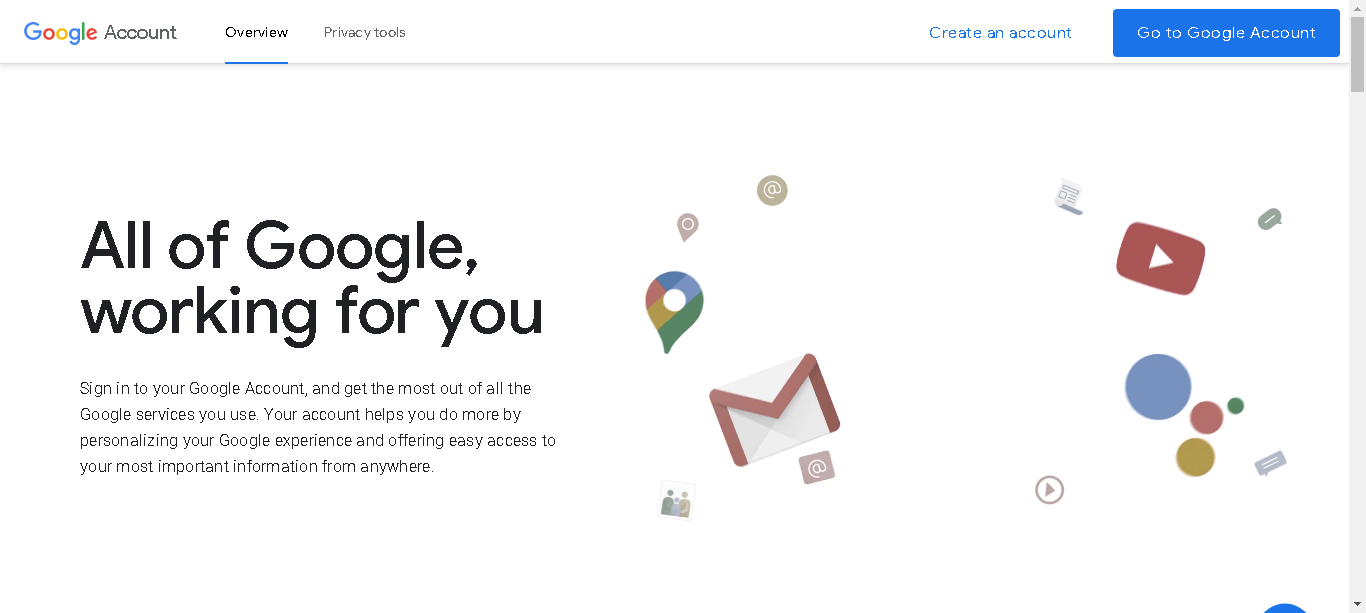 Google Account
Overview
Privacy tools
Create an account
Go to Google Account
All of Google,
working for you
Sign in to your Google Account, and get the most out of all the
Google services you use. Your account helps you do more by
personalizing your Google experience and offering easy access to
your most important information from anywhere.
@
@